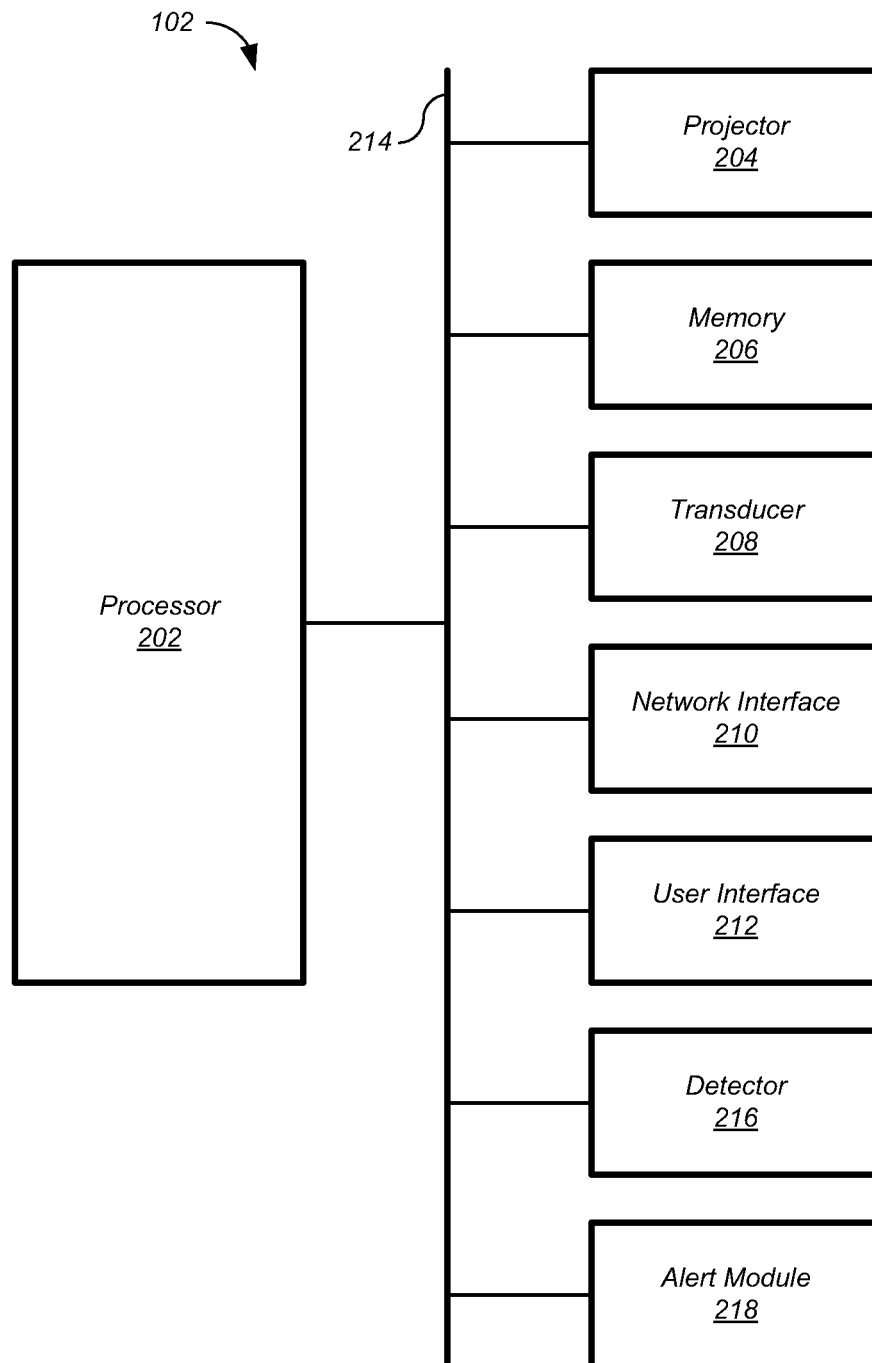 102
214
Projector
204
Memory
206
Transducer
208
Processor
202
Network Interface
210
User Interface
212
Detector
216
Alert Module
218